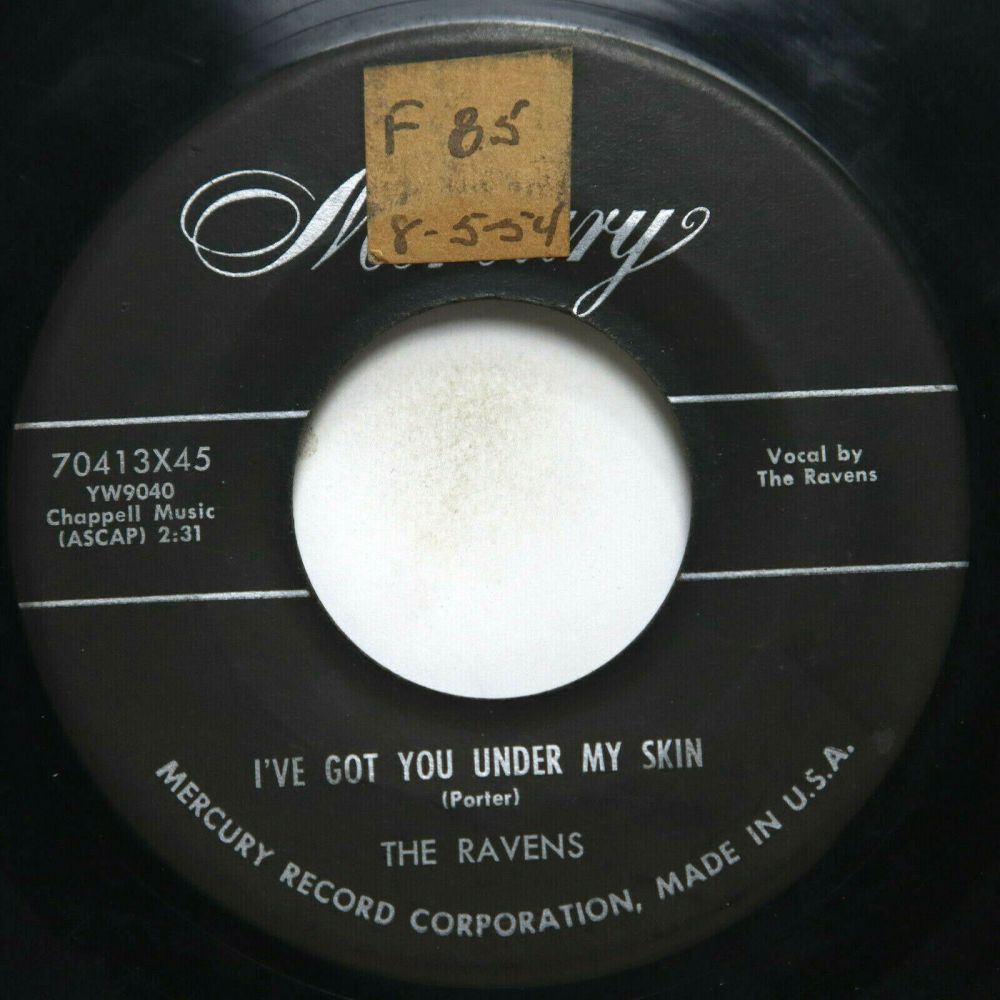 F 85
8-5-54
Mercury
70413X45
YW9040
Chappell Music
(ASCAP) 2:31
Vocal by
The Ravens
I'VE GOT YOU UNDER MY SKIN
(Porter)
THE RAVENS
MERCURY RECORD CORPORATION, MADE IN U.S.A.